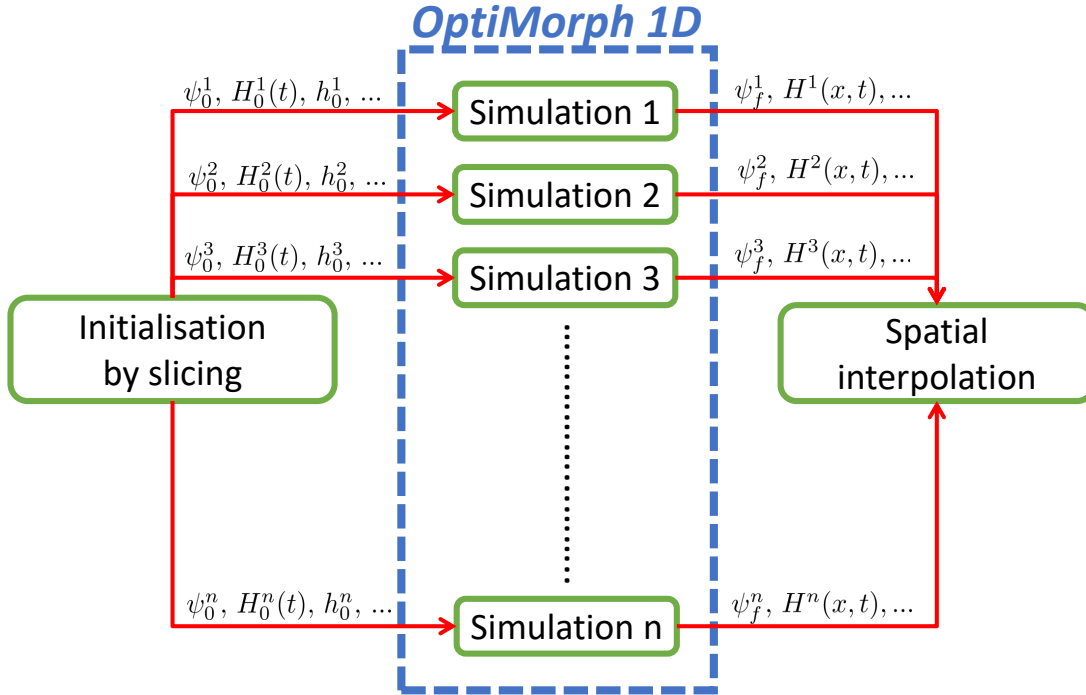 OptiMorph 1D
ψ₀¹, H₀¹(t), h₀¹, ...
Simulation 1
ψ_f¹, H¹(x, t), ...
ψ₀², H₀²(t), h₀², ...
Simulation 2
ψ_f², H²(x, t), ...
ψ₀³, H₀³(t), h₀³, ...
Simulation 3
ψ_f³, H³(x, t), ...
Initialisation
by slicing
Spatial
interpolation
ψ₀ⁿ, H₀ⁿ(t), h₀ⁿ, ...
Simulation n
ψ_fⁿ, Hⁿ(x, t), ...